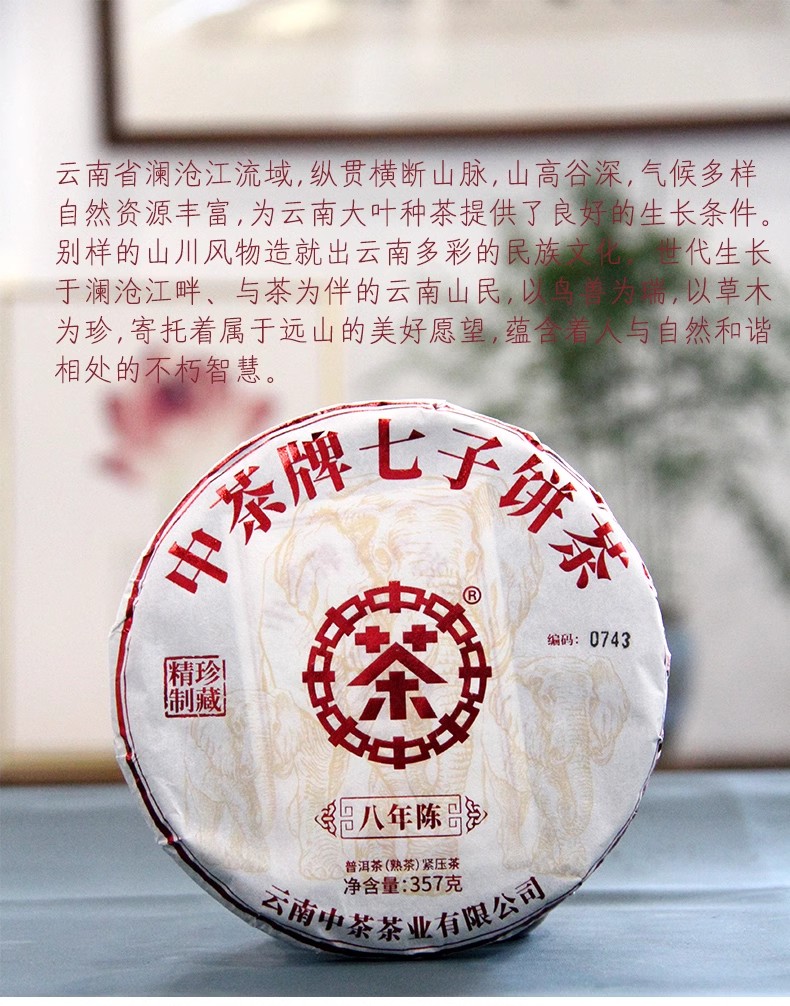 云南省澜沧江流域,纵贯横断山脉,山高谷深,气候多样
自然资源丰富,为云南大叶种茶提供了良好的生长条件。
别样的山川风物造就出云南多彩的民族文化。世代生长
于澜沧江畔、与茶为伴的云南山民,以鸟兽为瑞,以草木
为珍,寄托着属于远山的美好愿望,蕴含着人与自然和谐
相处的不朽智慧。
中茶牌七子饼茶
茶
®
编码：0743
珍藏
精制
八年陈
普洱茶(熟茶)紧压茶
净含量：357克
云南中茶茶业有限公司